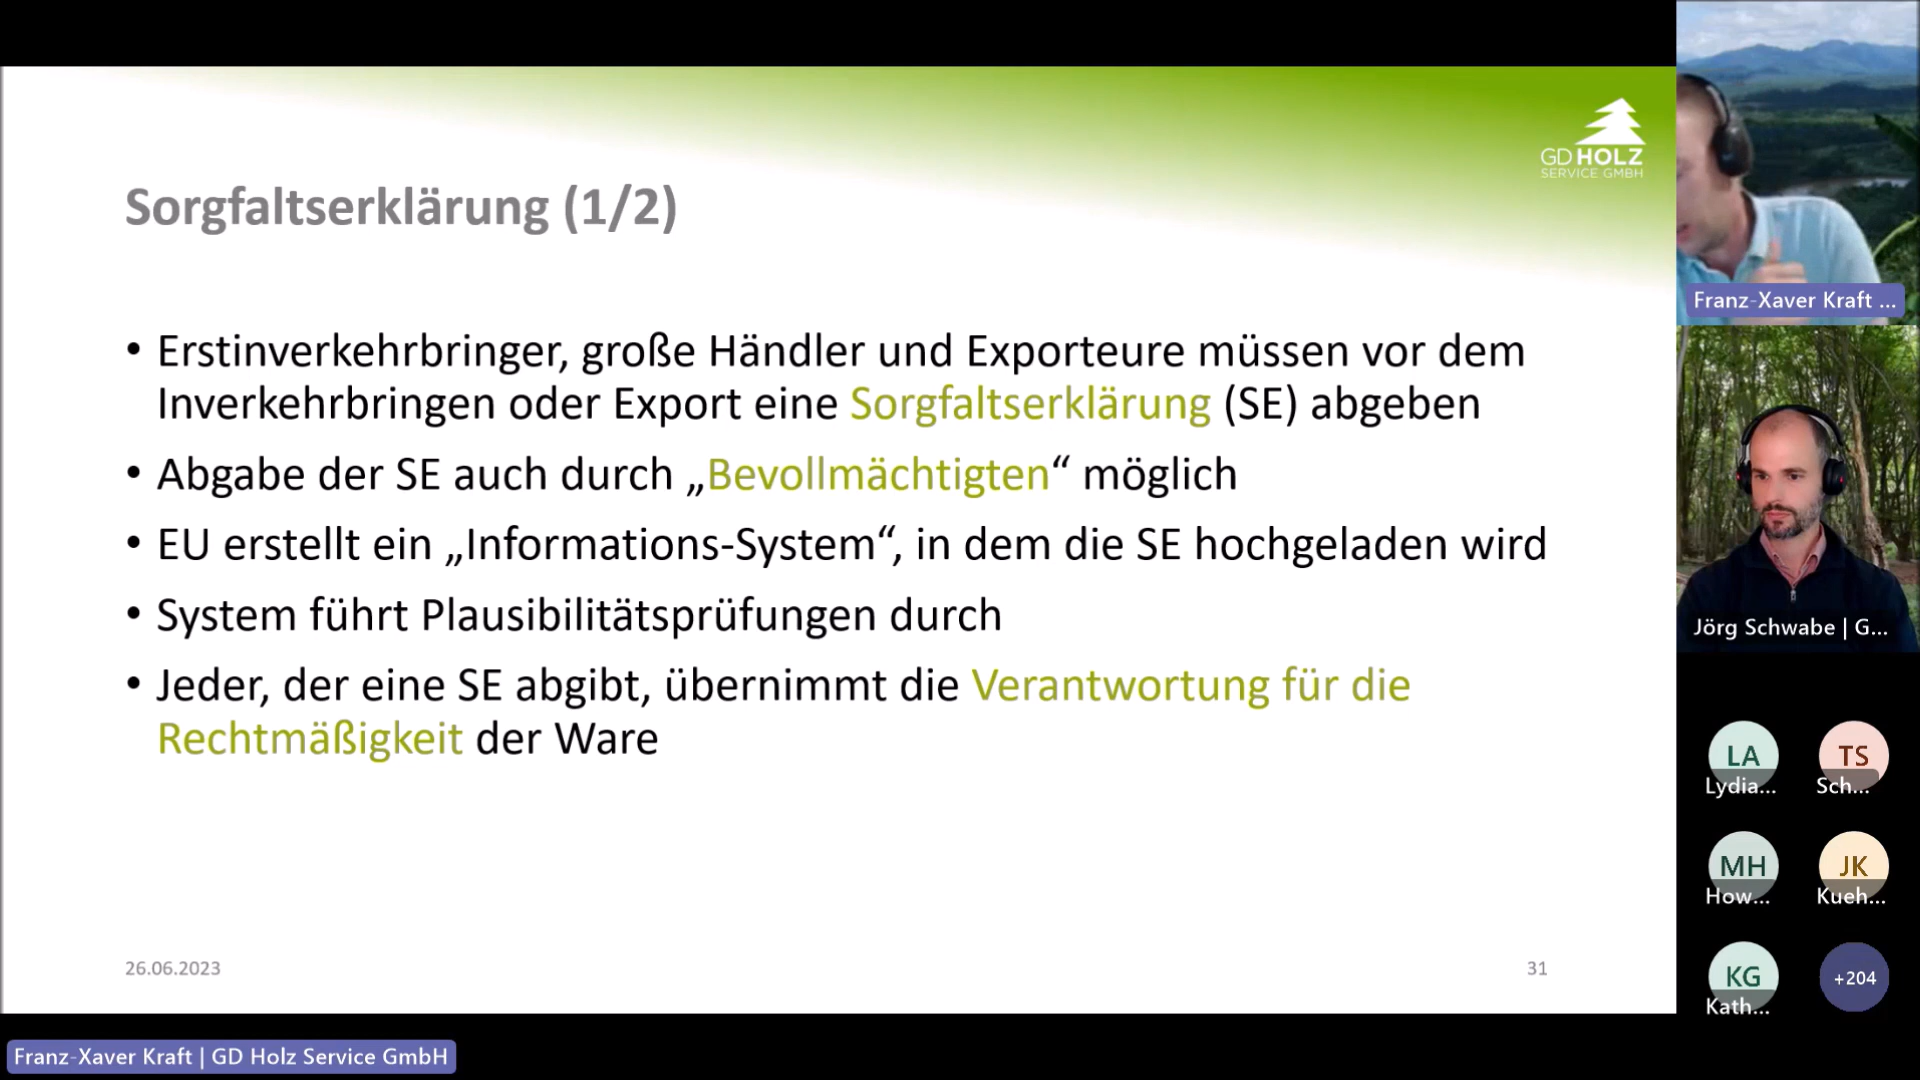 GD HOLZ
SERVICE GMBH
Sorgfaltserklärung (1/2)
• Erstinverkehrbringer, große Händler und Exporteure müssen vor dem
Inverkehrbringen oder Export eine Sorgfaltserklärung (SE) abgeben
• Abgabe der SE auch durch „Bevollmächtigten“ möglich
• EU erstellt ein „Informations-System“, in dem die SE hochgeladen wird
• System führt Plausibilitätsprüfungen durch
• Jeder, der eine SE abgibt, übernimmt die Verantwortung für die
Rechtmäßigkeit der Ware
26.06.2023
31
Franz-Xaver Kraft ...
Jörg Schwabe | G...
LA
Lydia...
TS
Sch...
MH
How...
JK
Kueh...
KG
Kath...
+204
Franz-Xaver Kraft | GD Holz Service GmbH